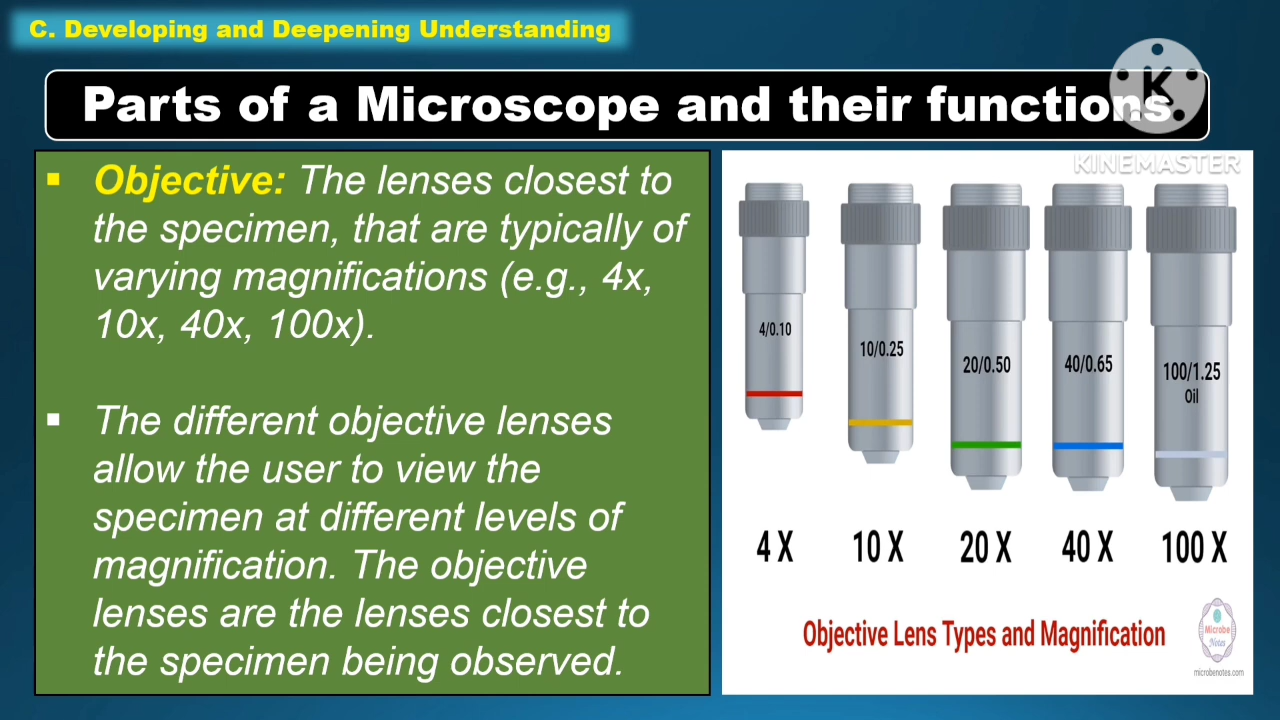 C. Developing and Deepening Understanding
Parts of a Microscope and their functions
K
KINEMASTER
▪ Objective: The lenses closest to
the specimen, that are typically of
varying magnifications (e.g., 4x,
10x, 40x, 100x).
▪ The different objective lenses
allow the user to view the
specimen at different levels of
magnification. The objective
lenses are the lenses closest to
the specimen being observed.
4/0.10
10/0.25
20/0.50
40/0.65
100/1.25
Oil
4 X
10 X
20 X
40 X
100 X
Objective Lens Types and Magnification
Microbe
Notes
microbenotes.com